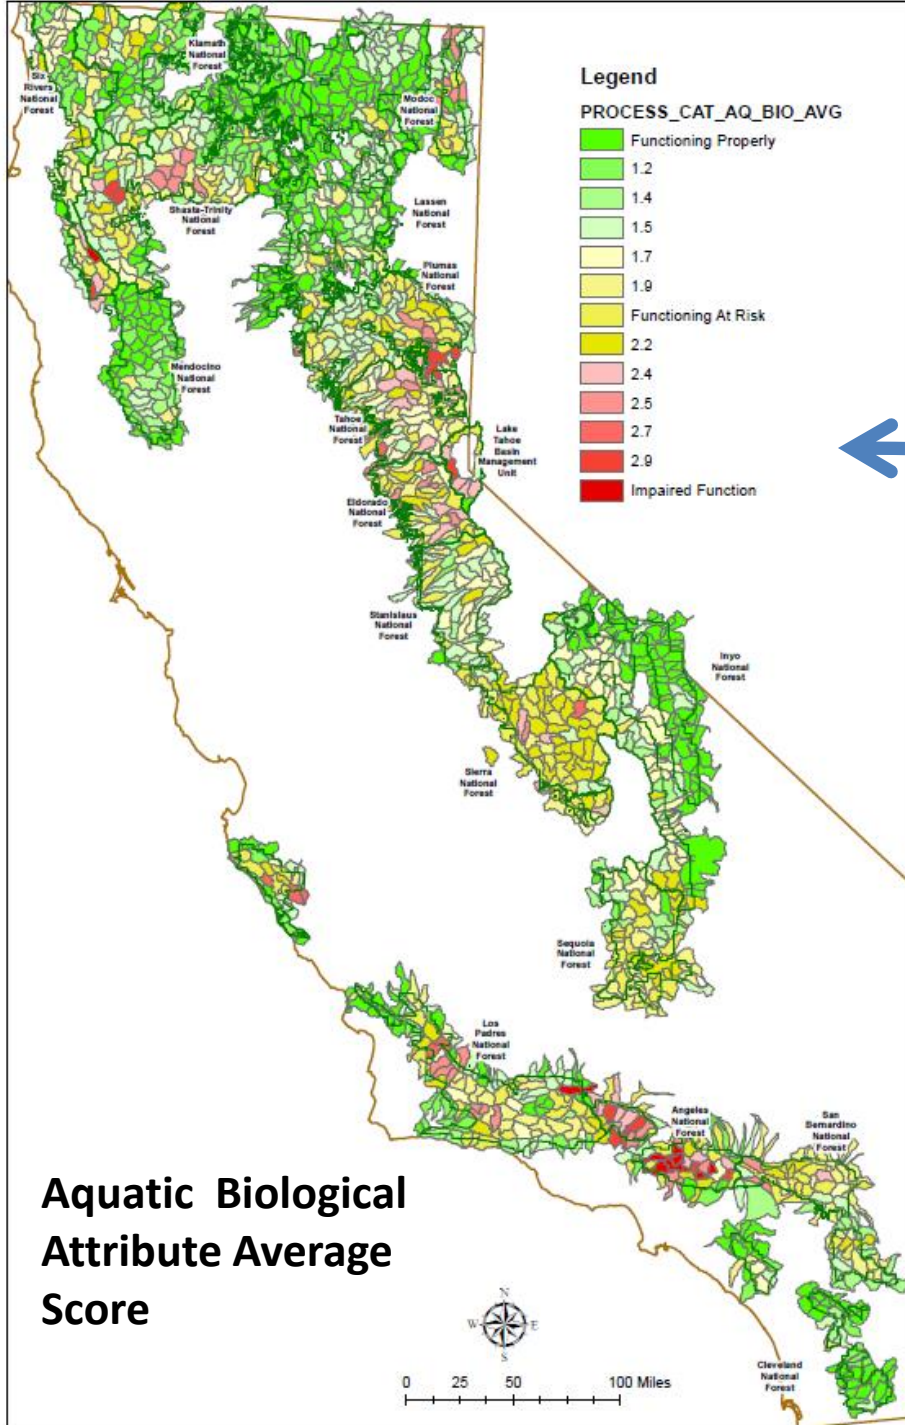 Klamath
National
Forest
Six
Rivers
National
Forest
Modoc
National
Forest
Legend
PROCESS_CAT_AQ_BIO_AVG
Functioning Properly
1.2
1.4
1.5
1.7
1.9
Functioning At Risk
2.2
2.4
2.5
2.7
2.9
Impaired Function
Shasta-Trinity
National
Forest
Lassen
National
Forest
Plumas
National
Forest
Mendocino
National
Forest
Tahoe
National
Forest
Lake
Tahoe
Basin
Management
Unit
Eldorado
National
Forest
Stanislaus
National
Forest
Inyo
National
Forest
Sierra
National
Forest
Sequoia
National
Forest
Los
Padres
National
Forest
Angeles
National
Forest
San
Bernardino
National
Forest
Aquatic Biological
Attribute Average
Score
N
W E
S
0 25 50 100 Miles
Cleveland
National
Forest